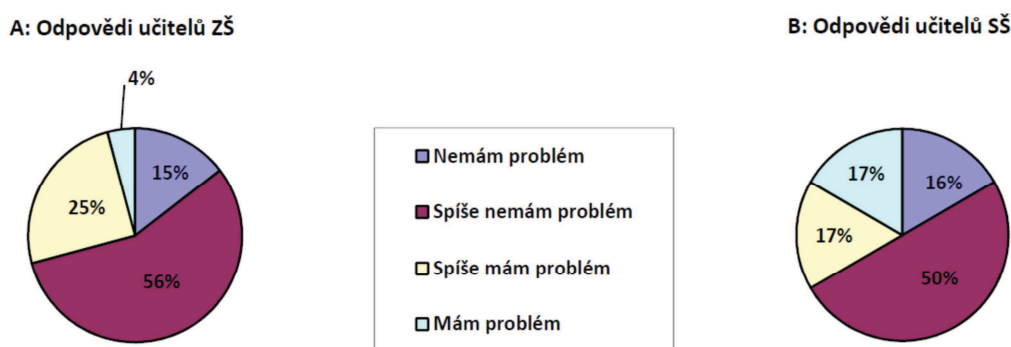 A: Odpovědi učitelů ZŠ
4%
15%
25%
56%
Nemám problém
Spíše nemám problém
Spíše mám problém
Mám problém
B: Odpovědi učitelů SŠ
17%
16%
17%
50%